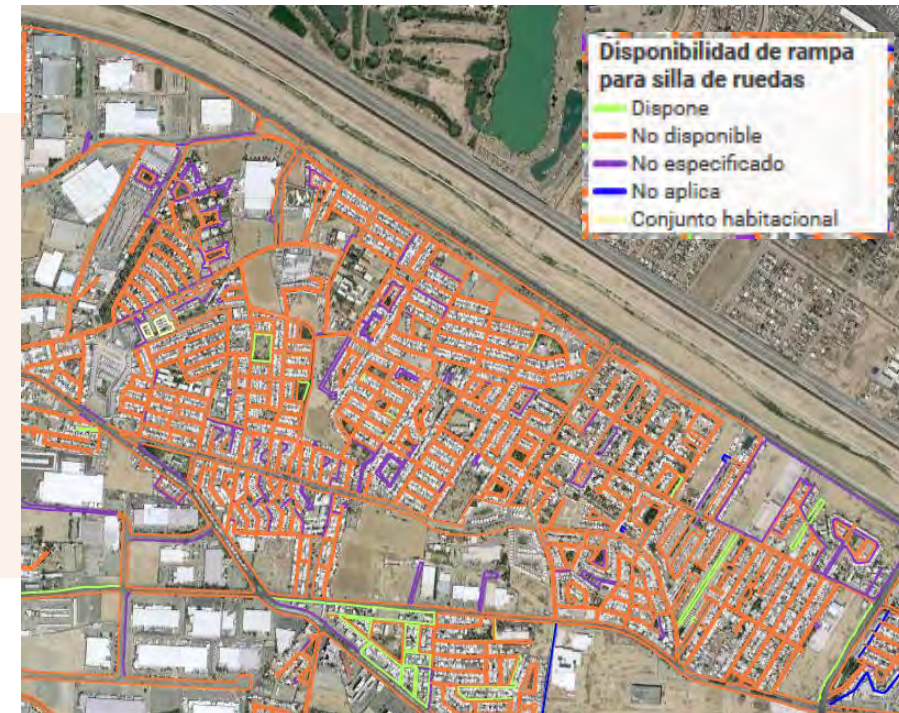 Disponibilidad de rampa
para silla de ruedas
Dispone
No disponible
No especificado
No aplica
Conjunto habitacional